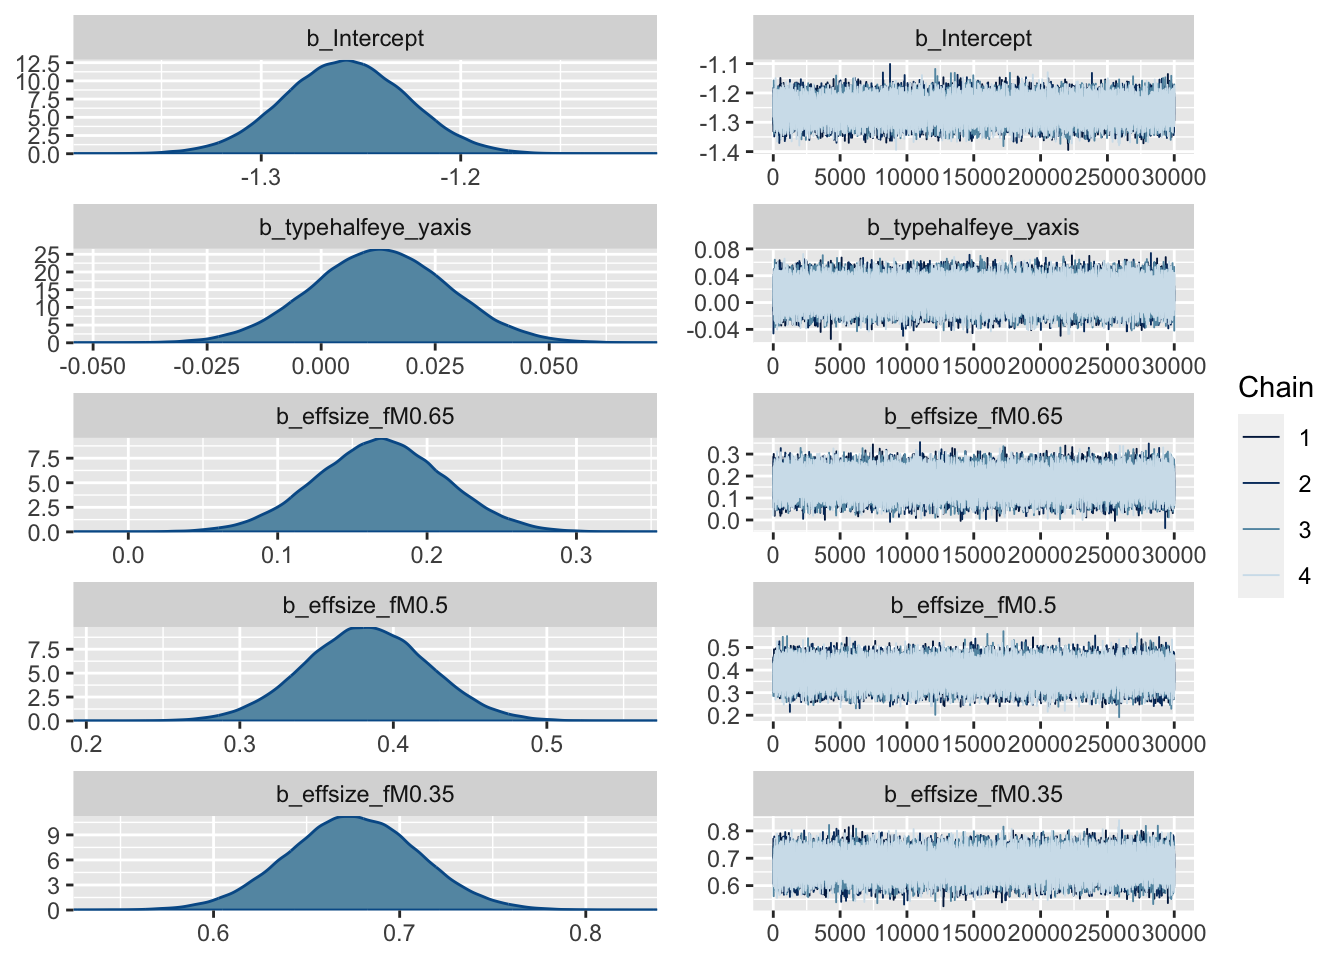 b_Intercept
12.5
10.0
7.5
5.0
2.5
0.0
-1.3 -1.2
b_Intercept
-1.1
-1.2
-1.3
-1.4
0 5000 10000 15000 20000 25000 30000
b_typehalfeye_yaxis
25
20
15
10
5
0
-0.050 -0.025 0.000 0.025 0.050
b_typehalfeye_yaxis
0.08
0.04
0.00
-0.04
0 5000 10000 15000 20000 25000 30000
b_effsize_fM0.65
7.5
5.0
2.5
0.0
0.0 0.1 0.2 0.3
b_effsize_fM0.65
0.3
0.2
0.1
0.0
0 5000 10000 15000 20000 25000 30000
b_effsize_fM0.5
7.5
5.0
2.5
0.0
0.2 0.3 0.4 0.5
b_effsize_fM0.5
0.5
0.4
0.3
0.2
0 5000 10000 15000 20000 25000 30000
b_effsize_fM0.35
9
6
3
0
0.6 0.7 0.8
b_effsize_fM0.35
0.8
0.7
0.6
0 5000 10000 15000 20000 25000 30000
Chain
1
2
3
4